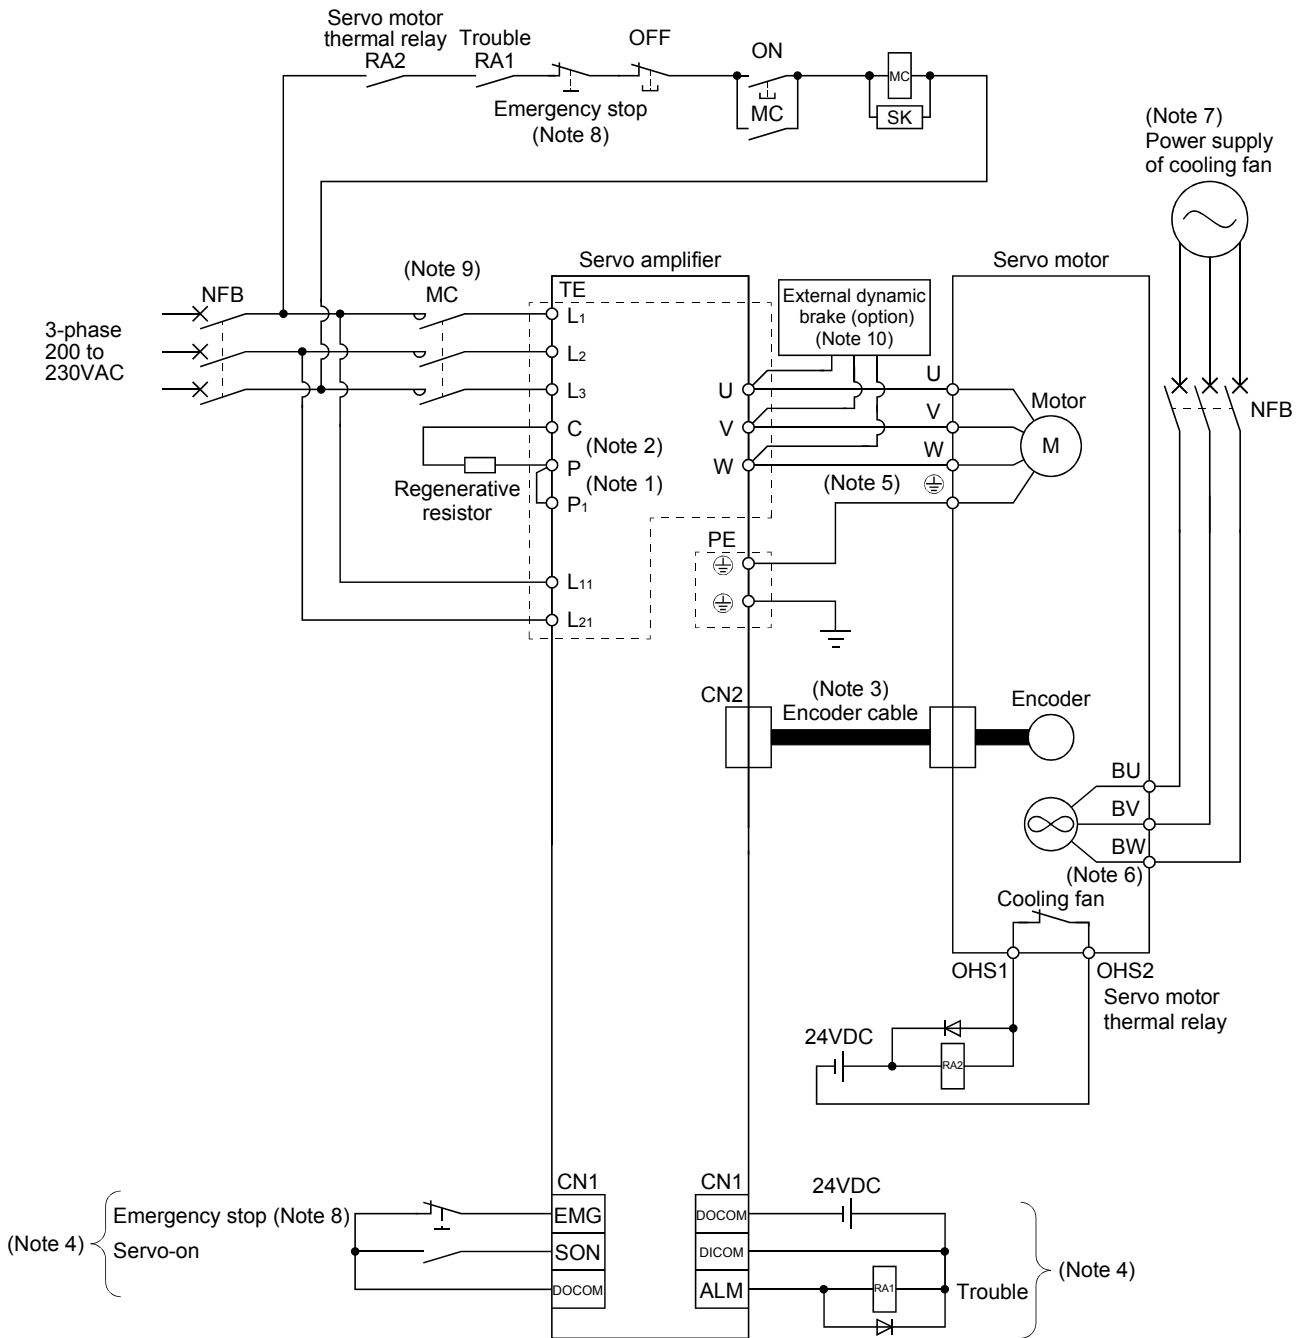 Servo motor
thermal relay
RA2
Trouble
RA1
OFF
ON
MC
SK
MC
Emergency stop
(Note 8)
(Note 7)
Power supply
of cooling fan
NFB
3-phase
200 to
230VAC
NFB
(Note 9)
MC
Servo amplifier
TE
L1
L2
L3
C
(Note 2)
P
(Note 1)
P1
Regenerative
resistor
L11
L21
U
V
W
PE
External dynamic
brake (option)
(Note 10)
Servo motor
U
V
W
(Note 5)
Motor
M
CN2
(Note 3)
Encoder cable
Encoder
BU
BV
BW
(Note 6)
Cooling fan
OHS1
OHS2
Servo motor
thermal relay
24VDC
RA2
(Note 4)
Emergency stop (Note 8)
Servo-on
CN1
EMG
SON
DOCOM
CN1
DOCOM
DICOM
ALM
24VDC
RA1
Trouble
(Note 4)